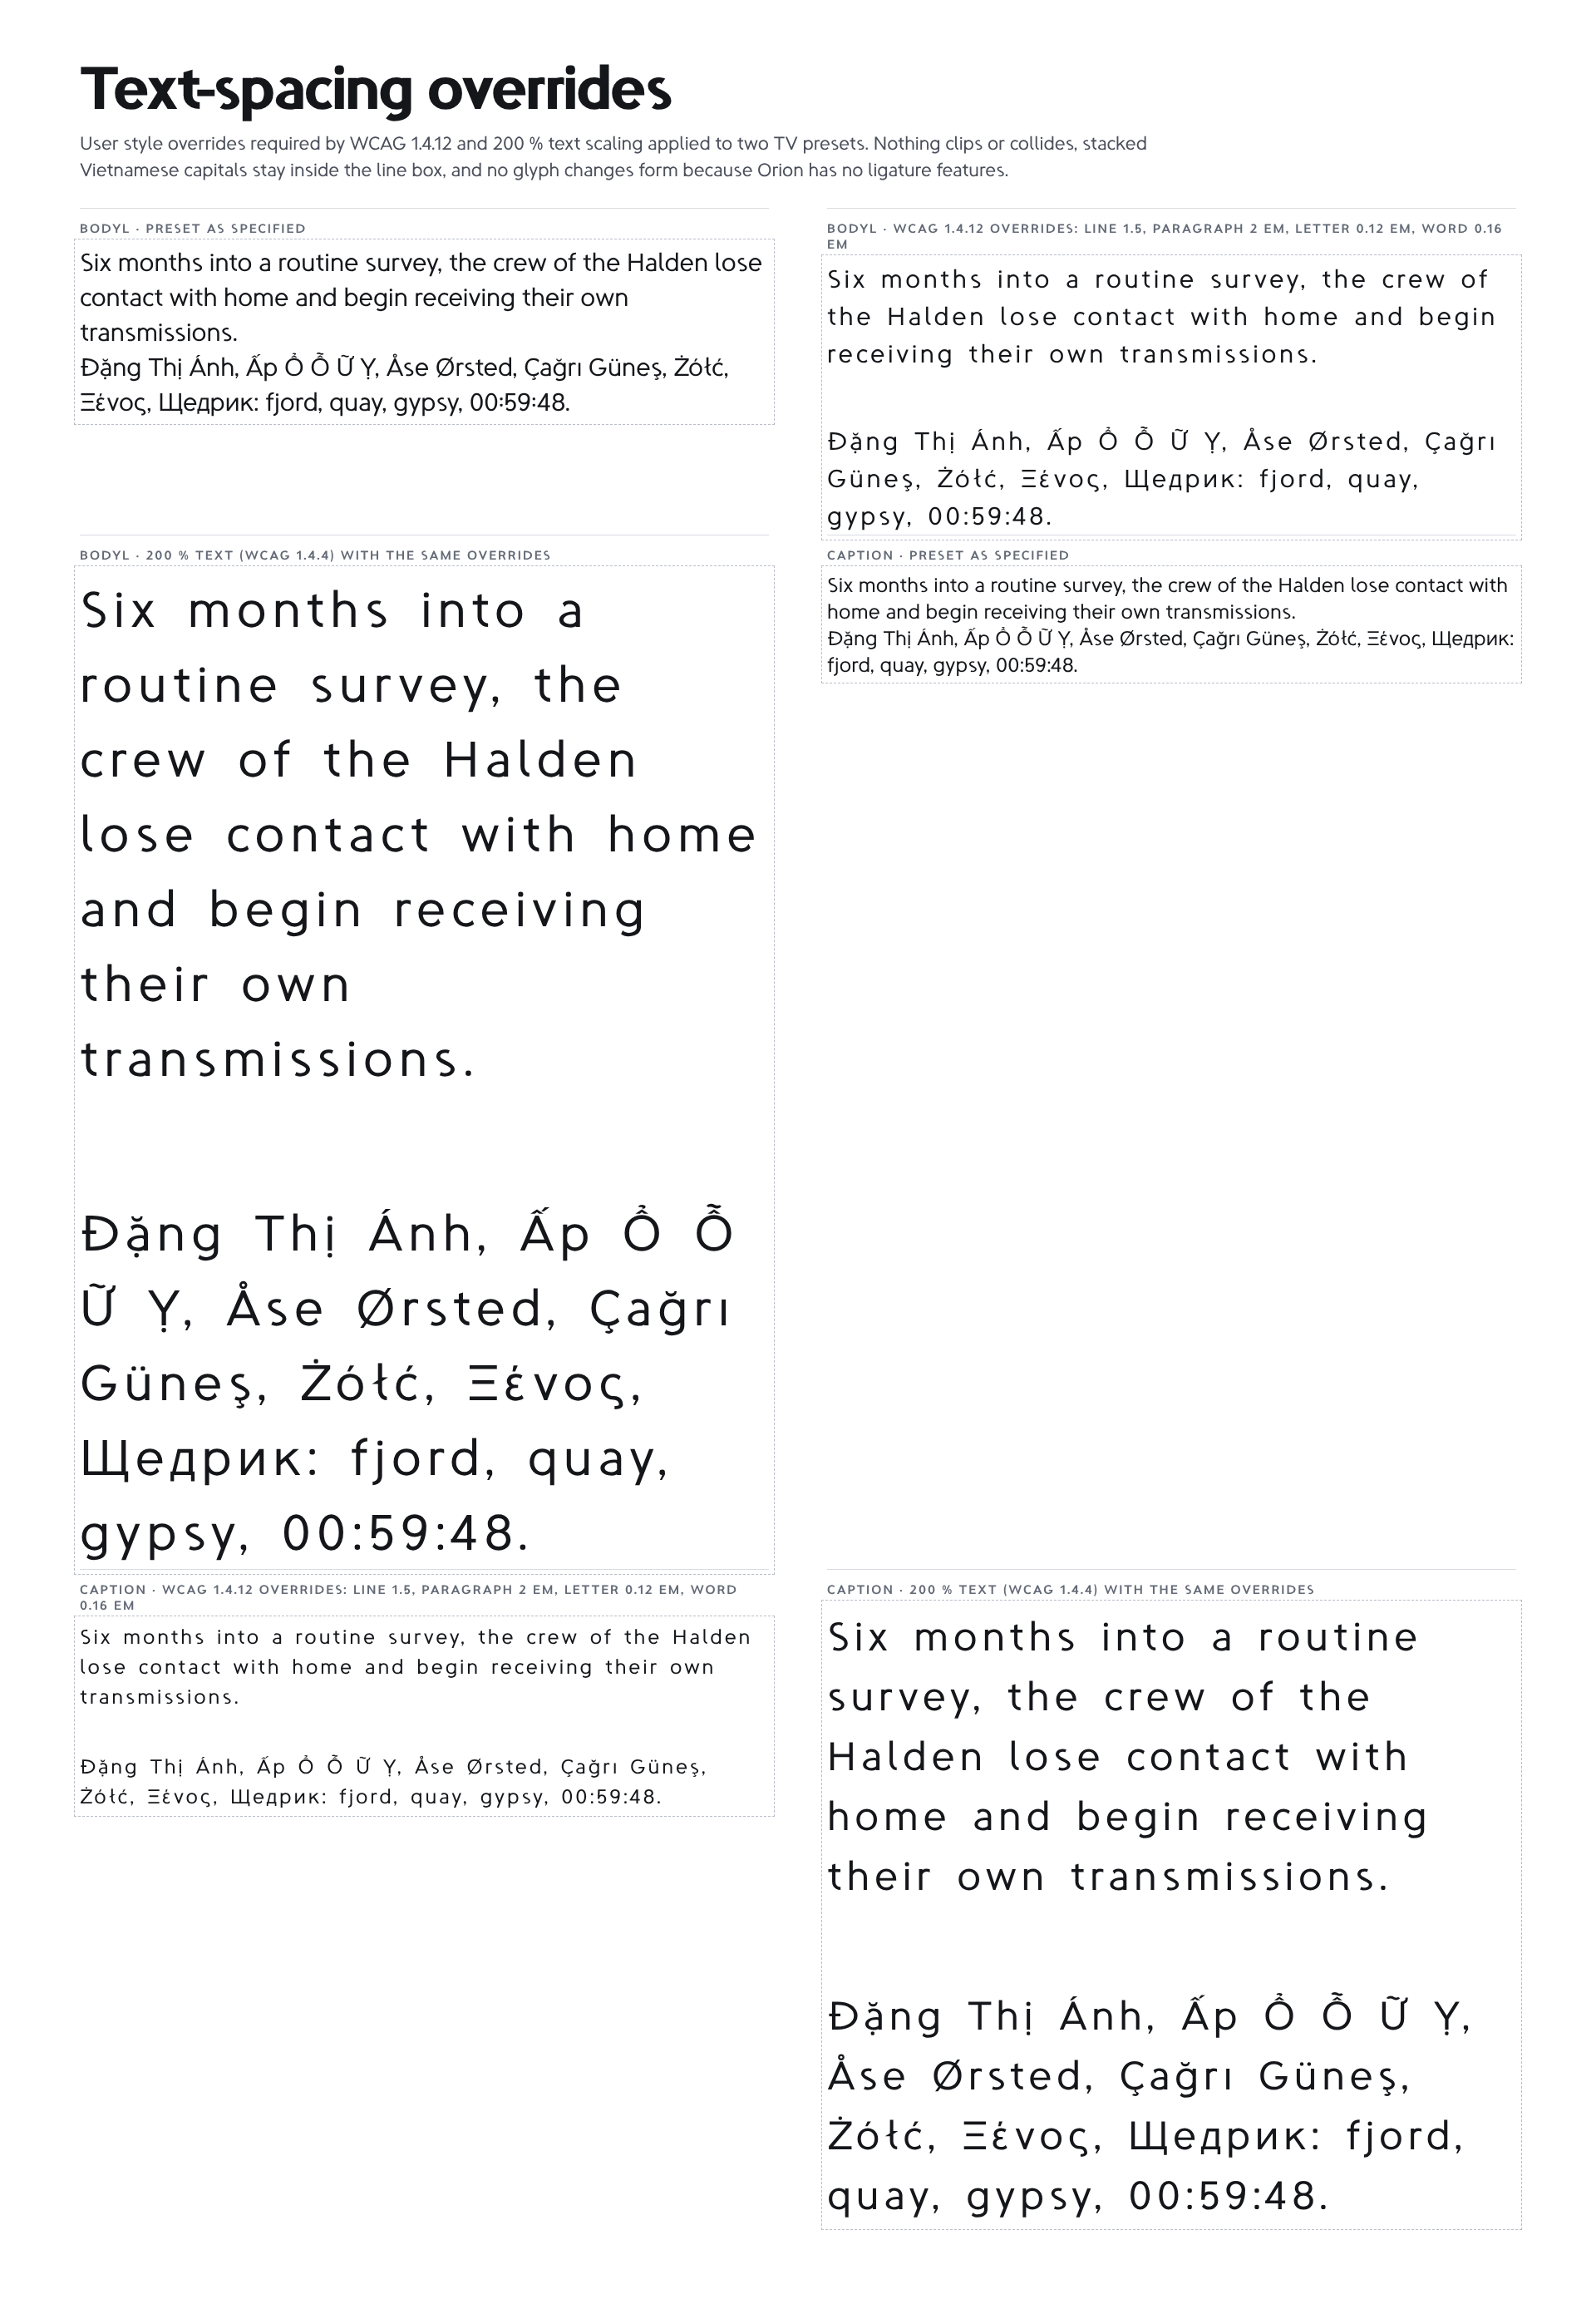 Text-spacing overrides
User style overrides required by WCAG 1.4.12 and 200 % text scaling applied to two TV presets. Nothing clips or collides, stacked
Vietnamese capitals stay inside the line box, and no glyph changes form because Orion has no ligature features.
BODYL · PRESET AS SPECIFIED
Six months into a routine survey, the crew of the Halden lose
contact with home and begin receiving their own
transmissions.
Đặng Thị Ánh, Ấp Ổ Ỗ Ữ Ỵ, Åse Ørsted, Çağrı Güneş, Żółć,
Ξένος, Щедрик: fjord, quay, gypsy, 00:59:48.
BODYL · WCAG 1.4.12 OVERRIDES: LINE 1.5, PARAGRAPH 2 EM, LETTER 0.12 EM, WORD 0.16
EM
Six months into a routine survey, the crew of
the Halden lose contact with home and begin
receiving their own transmissions.
Đặng Thị Ánh, Ấp Ổ Ỗ Ữ Ỵ, Åse Ørsted, Çağrı
Güneş, Żółć, Ξένος, Щедрик: fjord, quay,
gypsy, 00:59:48.
BODYL · 200 % TEXT (WCAG 1.4.4) WITH THE SAME OVERRIDES
Six months into a
routine survey, the
crew of the Halden
lose contact with home
and begin receiving
their own
transmissions.
Đặng Thị Ánh, Ấp Ổ Ỗ
Ữ Ỵ, Åse Ørsted, Çağrı
Güneş, Żółć, Ξένος,
Щедрик: fjord, quay,
gypsy, 00:59:48.
CAPTION · PRESET AS SPECIFIED
Six months into a routine survey, the crew of the Halden lose contact with
home and begin receiving their own transmissions.
Đặng Thị Ánh, Ấp Ổ Ỗ Ữ Ỵ, Åse Ørsted, Çağrı Güneş, Żółć, Ξένος, Щедрик:
fjord, quay, gypsy, 00:59:48.
CAPTION · WCAG 1.4.12 OVERRIDES: LINE 1.5, PARAGRAPH 2 EM, LETTER 0.12 EM, WORD
0.16 EM
Six months into a routine survey, the crew of the Halden
lose contact with home and begin receiving their own
transmissions.
Đặng Thị Ánh, Ấp Ổ Ỗ Ữ Ỵ, Åse Ørsted, Çağrı Güneş,
Żółć, Ξένος, Щедрик: fjord, quay, gypsy, 00:59:48.
CAPTION · 200 % TEXT (WCAG 1.4.4) WITH THE SAME OVERRIDES
Six months into a routine
survey, the crew of the
Halden lose contact with
home and begin receiving
their own transmissions.
Đặng Thị Ánh, Ấp Ổ Ỗ Ữ Ỵ,
Åse Ørsted, Çağrı Güneş,
Żółć, Ξένος, Щедрик: fjord,
quay, gypsy, 00:59:48.